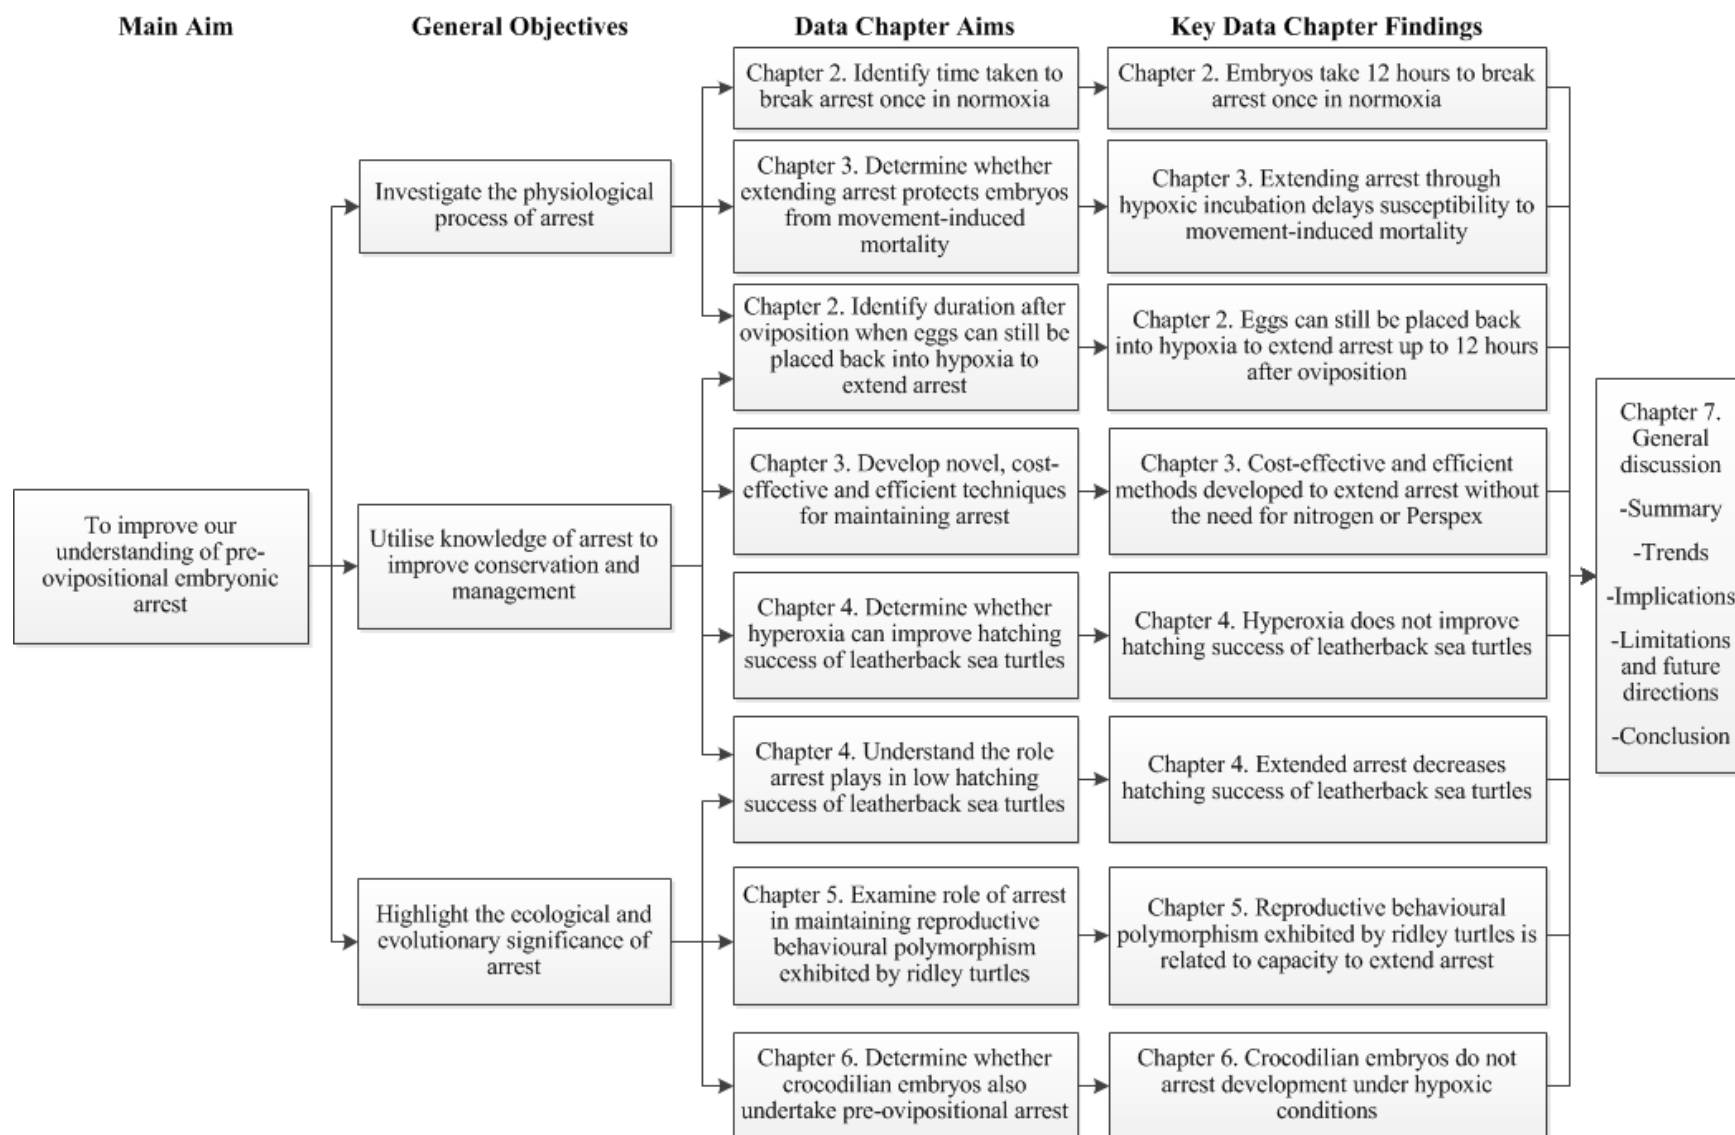 Main Aim
General Objectives
Data Chapter Aims
Key Data Chapter Findings
To improve our
understanding of pre-
ovipositional embryonic
arrest
Investigate the physiological
process of arrest
Utilise knowledge of arrest to
improve conservation and
management
Highlight the ecological and
evolutionary significance of
arrest
Chapter 2. Identify time taken to
break arrest once in normoxia
Chapter 3. Determine whether
extending arrest protects embryos
from movement-induced
mortality
Chapter 2. Identify duration after
oviposition when eggs can still be
placed back into hypoxia to
extend arrest
Chapter 3. Develop novel, cost-
effective and efficient techniques
for maintaining arrest
Chapter 4. Determine whether
hyperoxia can improve hatching
success of leatherback sea turtles
Chapter 4. Understand the role
arrest plays in low hatching
success of leatherback sea turtles
Chapter 5. Examine role of arrest
in maintaining reproductive
behavioural polymorphism
exhibited by ridley turtles
Chapter 6. Determine whether
crocodilian embryos also
undertake pre-ovipositional arrest
Chapter 2. Embryos take 12 hours to break
arrest once in normoxia
Chapter 3. Extending arrest through
hypoxic incubation delays susceptibility to
movement-induced mortality
Chapter 2. Eggs can still be placed back
into hypoxia to extend arrest up to 12 hours
after oviposition
Chapter 3. Cost-effective and efficient
methods developed to extend arrest without
the need for nitrogen or Perspex
Chapter 4. Hyperoxia does not improve
hatching success of leatherback sea turtles
Chapter 4. Extended arrest decreases
hatching success of leatherback sea turtles
Chapter 5. Reproductive behavioural
polymorphism exhibited by ridley turtles is
related to capacity to extend arrest
Chapter 6. Crocodilian embryos do not
arrest development under hypoxic
conditions
Chapter 7.
General
discussion
-Summary
-Trends
-Implications
-Limitations
and future
directions
-Conclusion